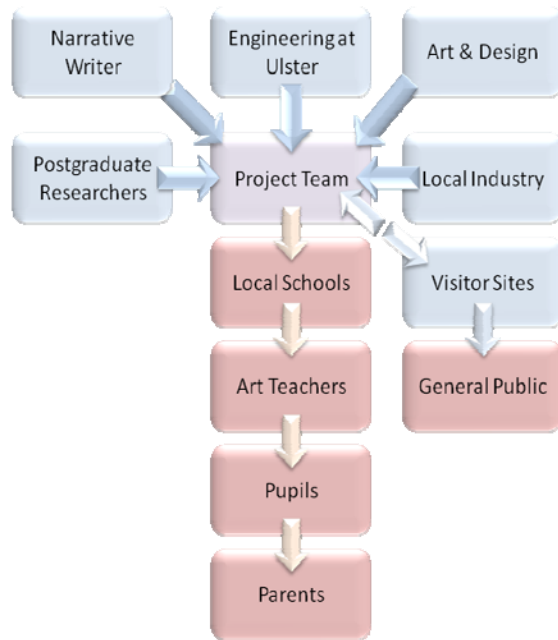 Narrative
Writer
Engineering at
Ulster
Art & Design
Postgraduate
Researchers
Project Team
Local Industry
Local Schools
Visitor Sites
Art Teachers
General Public
Pupils
Parents